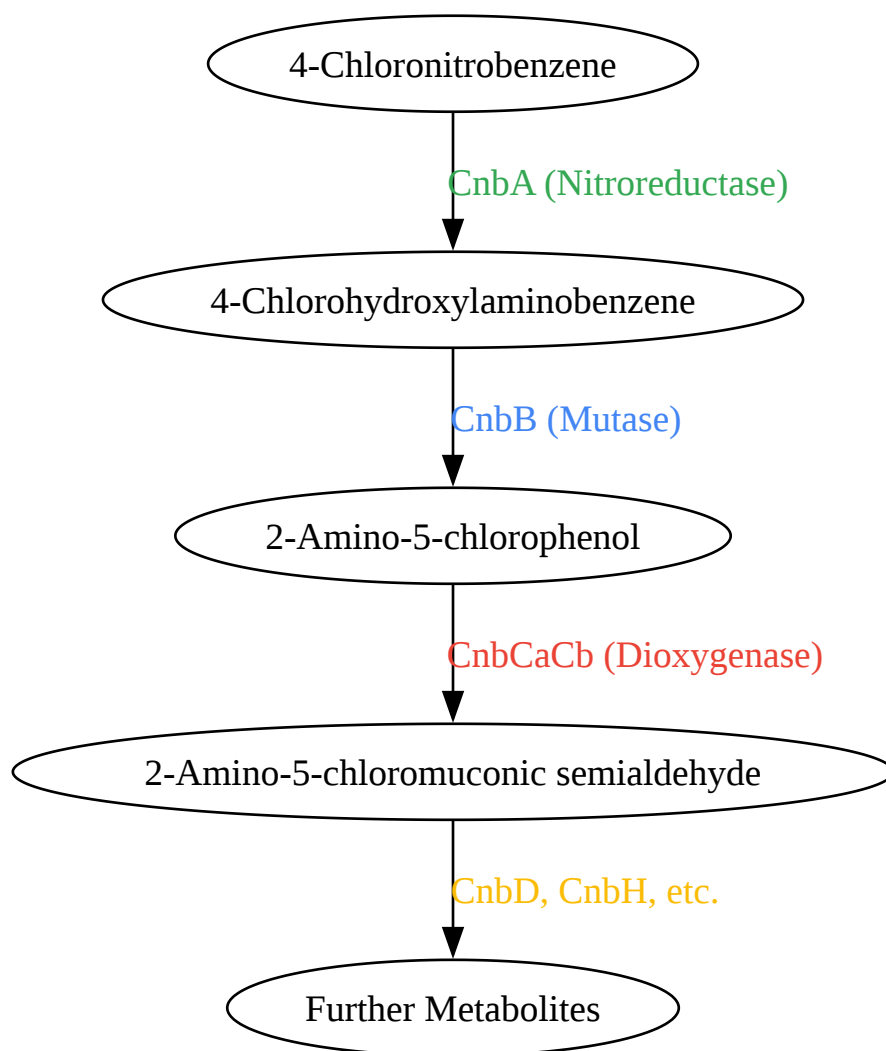 4-Chloronitrobenzene
CnbA (Nitroreductase)
4-Chlorohydroxylaminobenzene
CnbB (Mutase)
2-Amino-5-chlorophenol
CnbCaCb (Dioxygenase)
2-Amino-5-chloromuconic semialdehyde
CnbD, CnbH, etc.
Further Metabolites